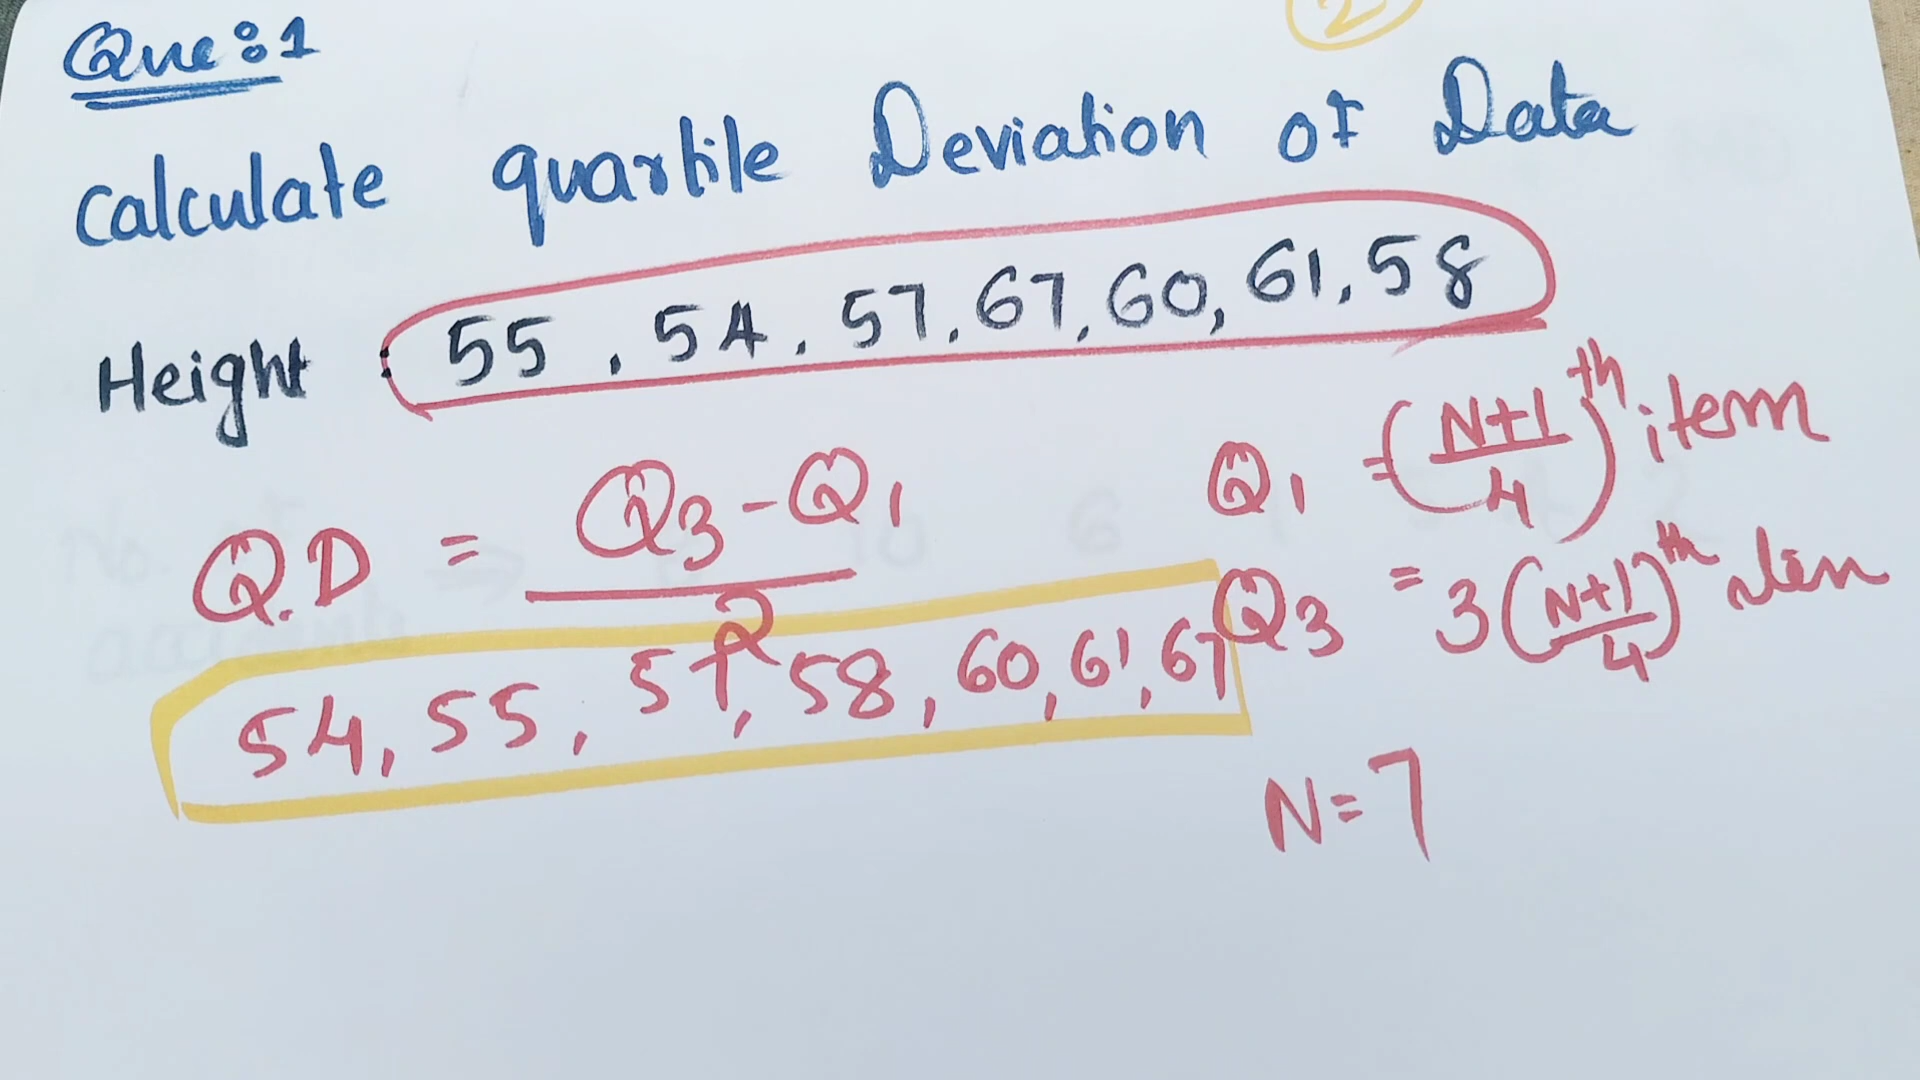 2
Que:1
Calculate quartile Deviation of Data
Height : 55, 54, 57, 67, 60, 61, 58
Q.D = Q3-Q1 / 2
Q1 = (N+1/4)th item
Q3 = 3(N+1/4)th item
54, 55, 57, 58, 60, 61, 67
N=7